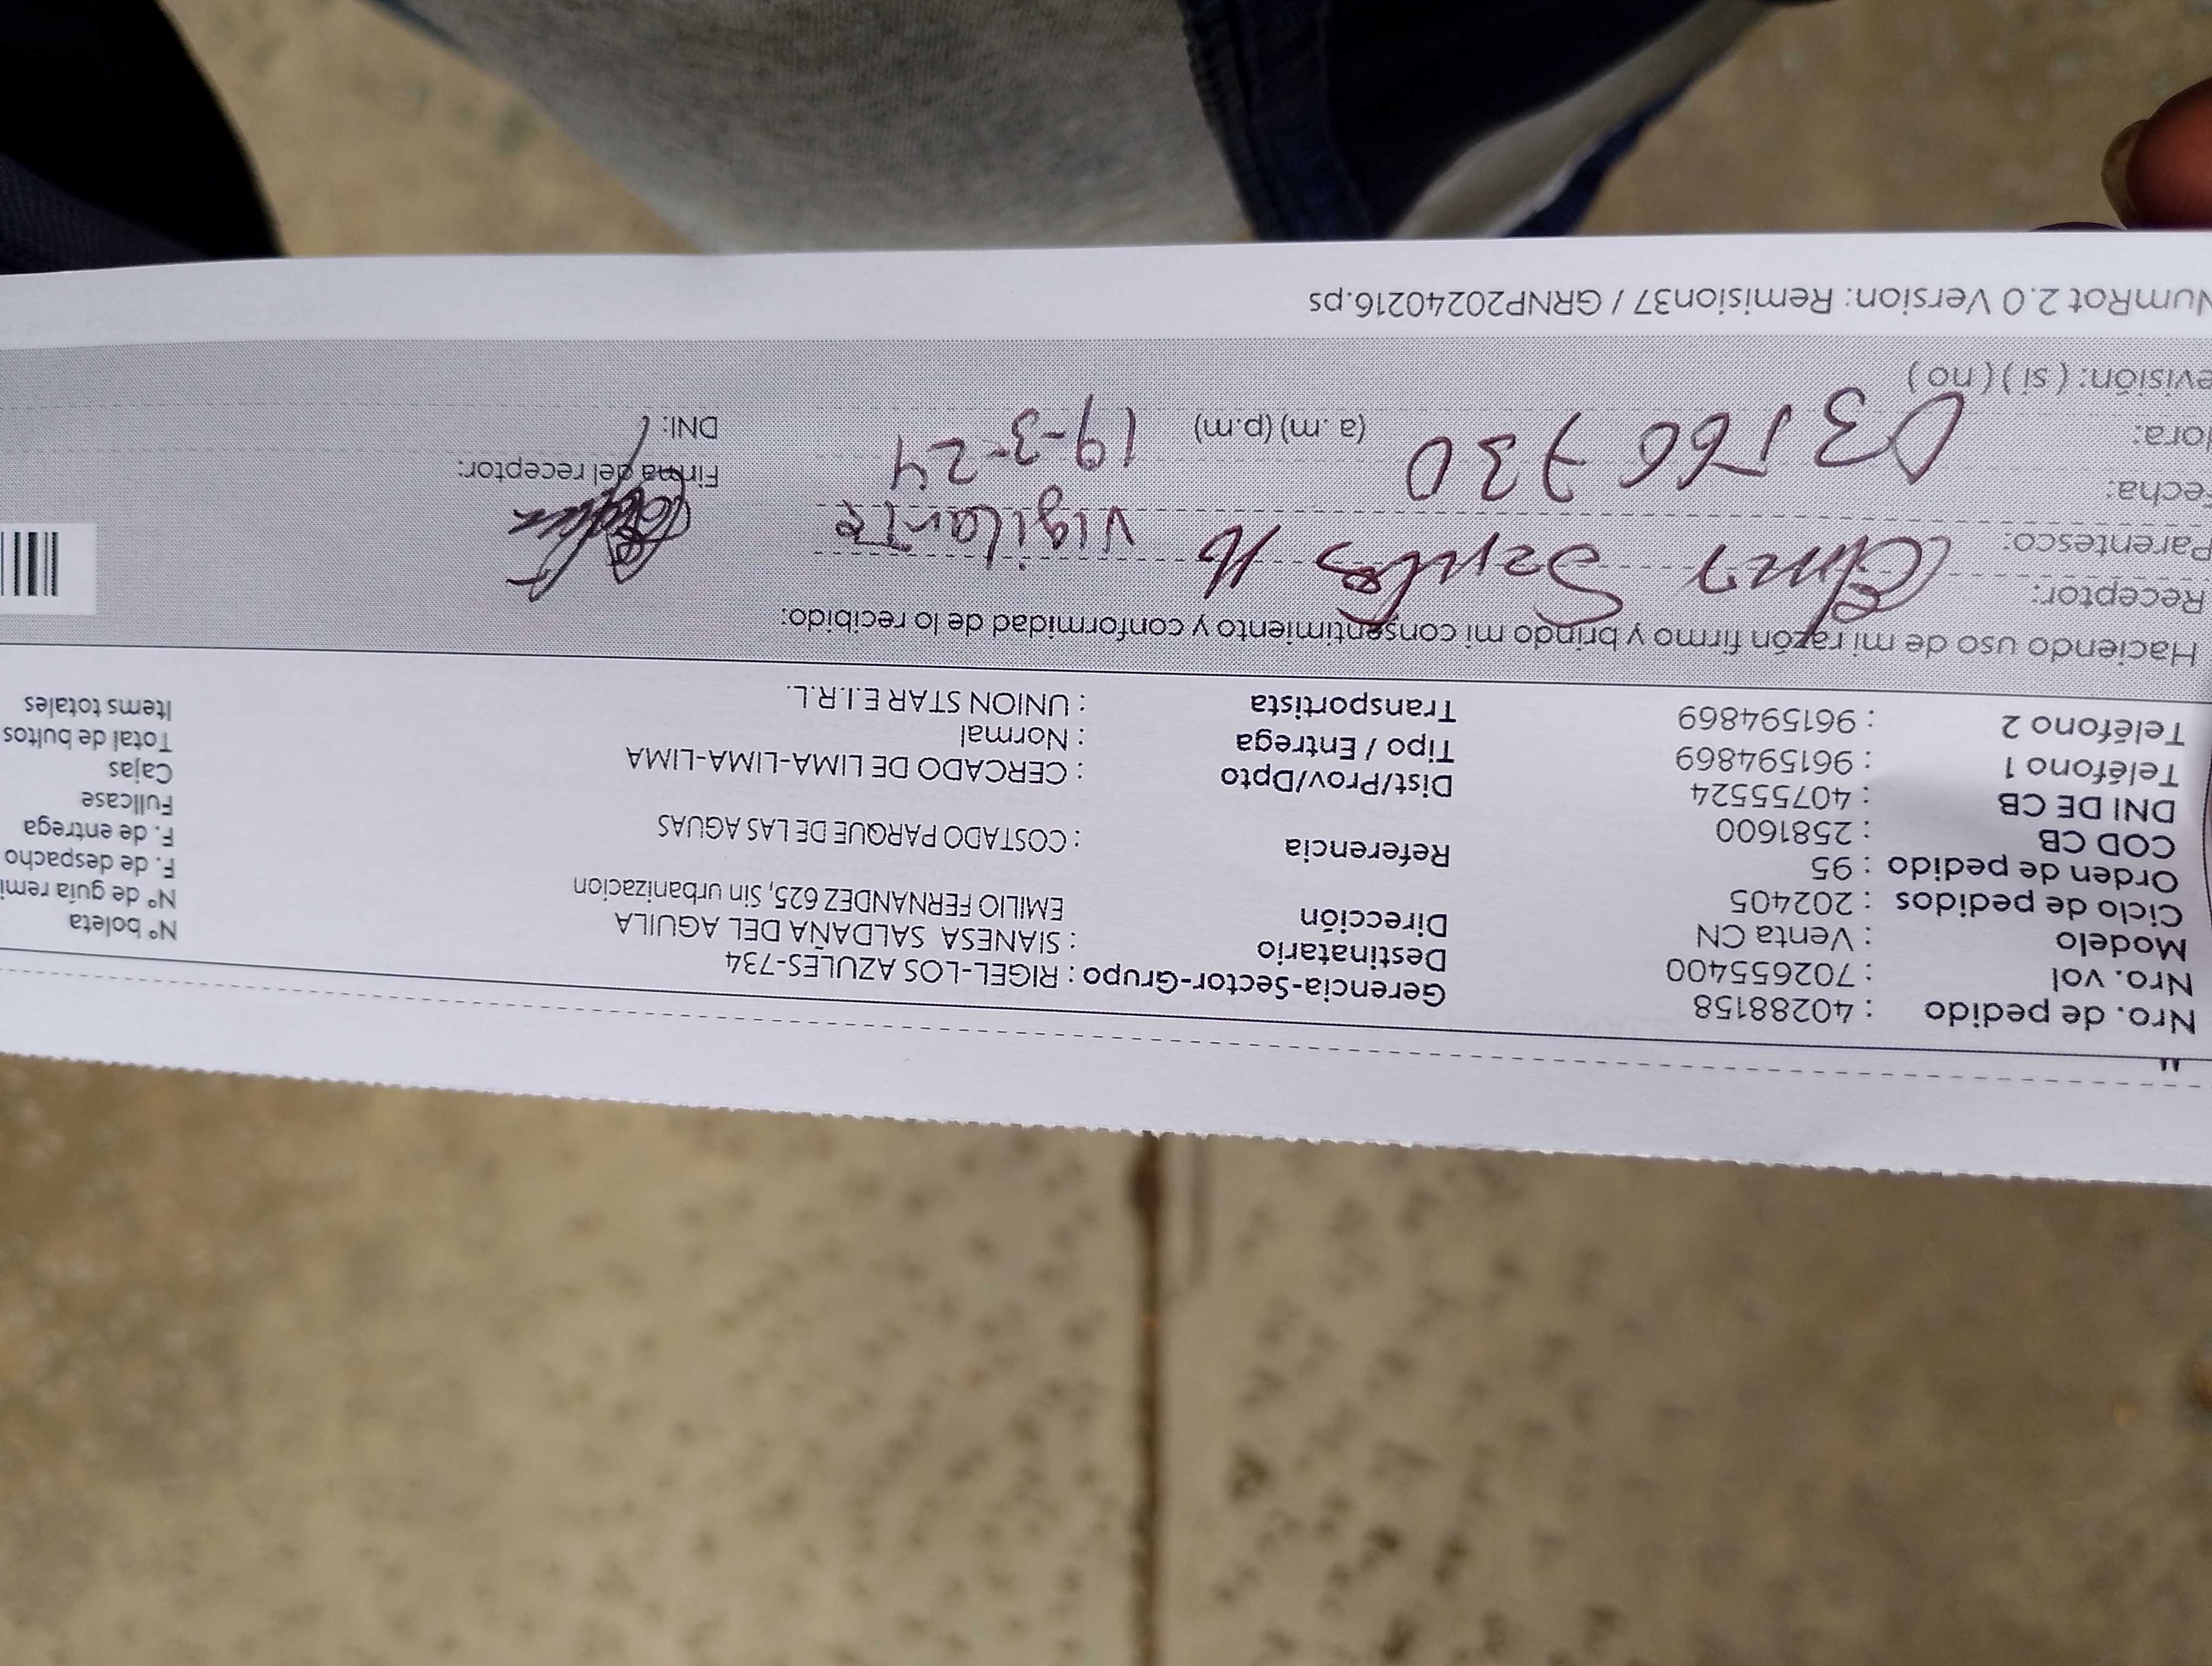 Nro. de pedido : 40288158 Gerencia-Sector-Grupo : RIGEL-LOS AZULES-734
Nro. vol : 702655400 Destinatario : SIANESA SALDAÑA DEL AGUILA Nº boleta
Modelo : Venta CN Dirección EMILIO FERNANDEZ 625, Sin urbanizacion Nº de guía remi
Ciclo de pedidos : 202405 F. de despacho
Orden de pedido : 95 Referencia : COSTADO PARQUE DE LAS AGUAS F. de entrega
COD CB : 2581600 Fullcase
DNI DE CB : 40755524 Dist/Prov/Dpto : CERCADO DE LIMA-LIMA-LIMA Cajas
Teléfono 1 : 961594869 Tipo / Entrega : Normal Total de bultos
Teléfono 2 : 961594869 Transportista : UNION STAR E.I.R.L. Items totales
Haciendo uso de mi razón firmo y brindo mi consentimiento y conformidad de lo recibido:
Receptor:
Parentesco: Vigilante
Fecha: 19-3-24 Firma del receptor:
Hora: (a.m) (p.m) DNI:
evisión: ( si ) ( no )
NumRot 2.0 Version: Remision37 / GRNP20240216.ps